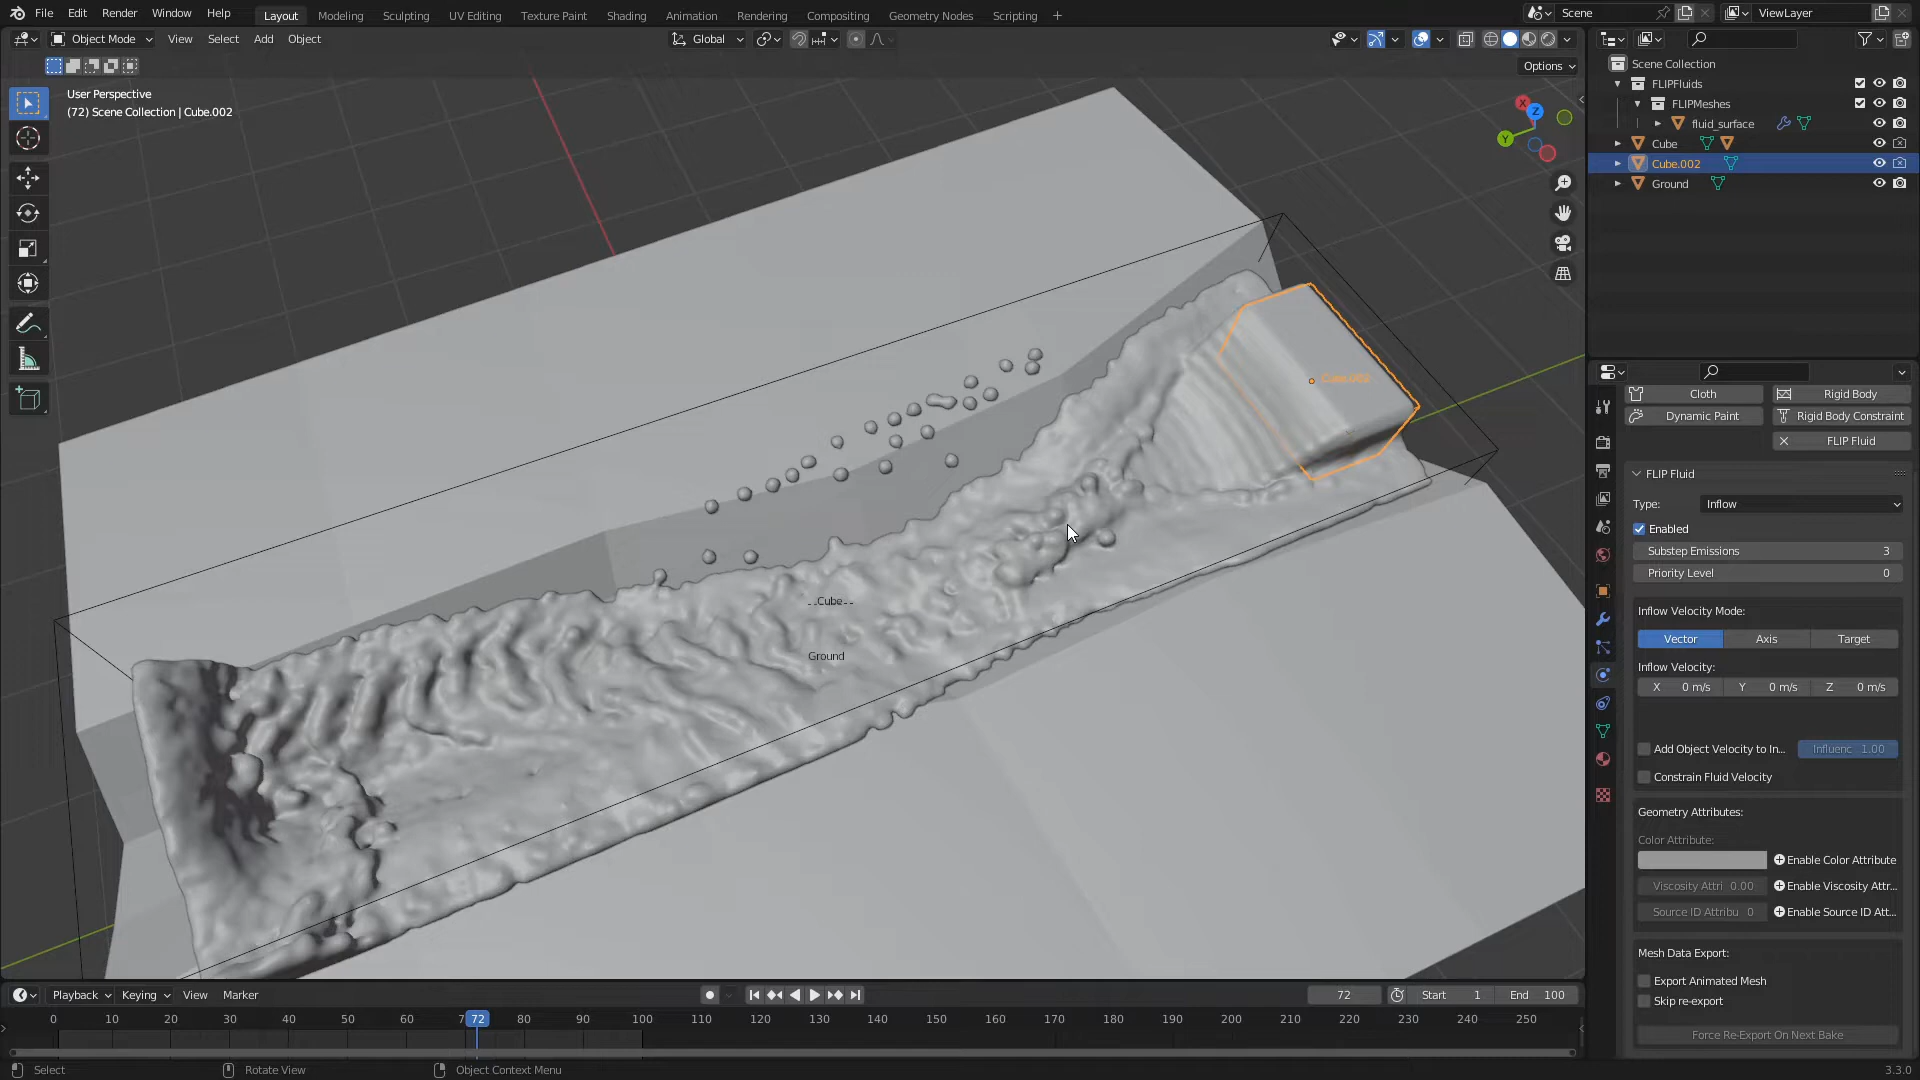 File Edit Render Window Help Layout Modeling Sculpting UV Editing Texture Paint Shading Animation Rendering Compositing Geometry Nodes Scripting + Scene ViewLayer
Object Mode View Select Add Object Global
Options
User Perspective
(72) Scene Collection | Cube.002
X
Z
Y
Cube.002
Cube
Ground
Scene Collection
FLIPFluids
FLIPMeshes
fluid_surface
Cube
Cube.002
Ground
Cloth Rigid Body
Dynamic Paint Rigid Body Constraint
FLIP Fluid
FLIP Fluid
Type: Inflow
Enabled
Substep Emissions 3
Priority Level 0
Inflow Velocity Mode:
Vector Axis Target
Inflow Velocity:
X 0 m/s Y 0 m/s Z 0 m/s
Add Object Velocity to In... Influenc 1.00
Constrain Fluid Velocity
Geometry Attributes:
Color Attribute:
Enable Color Attribute
Viscosity Attri 0.00 Enable Viscosity Attr...
Source ID Attribu 0 Enable Source ID Att...
Mesh Data Export:
Export Animated Mesh
Skip re-export
Force Re-Export On Next Bake
Playback Keying View Marker 72 Start 1 End 100
0 10 20 30 40 50 60 7 72 80 90 100 110 120 130 140 150 160 170 180 190 200 210 220 230 240 250
Select Rotate View Object Context Menu 3.3.0